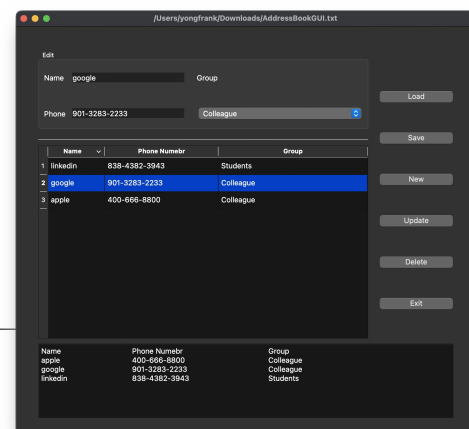 /Users/yongfrank/Downloads/AddressBookGUI.txt
Edit
Name google Group
Phone 901-3283-2233 Colleague
Load
Save
New
Update
Delete
Exit
Name Phone Numebr Group
1 linkedin 838-4382-3943 Students
2 google 901-3283-2233 Colleague
3 apple 400-666-8800 Colleague
Name Phone Numebr Group
apple 400-666-8800 Colleague
google 901-3283-2233 Colleague
linkedin 838-4382-3943 Students